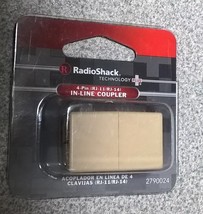 R RadioShack.
TECHNOLOGY
4-Pin (RJ-11/RJ-14)
IN-LINE COUPLER
ACOPLADOR EN LINEA DE 4
CLAVIJAS (RJ-11/RJ-14)
2790024